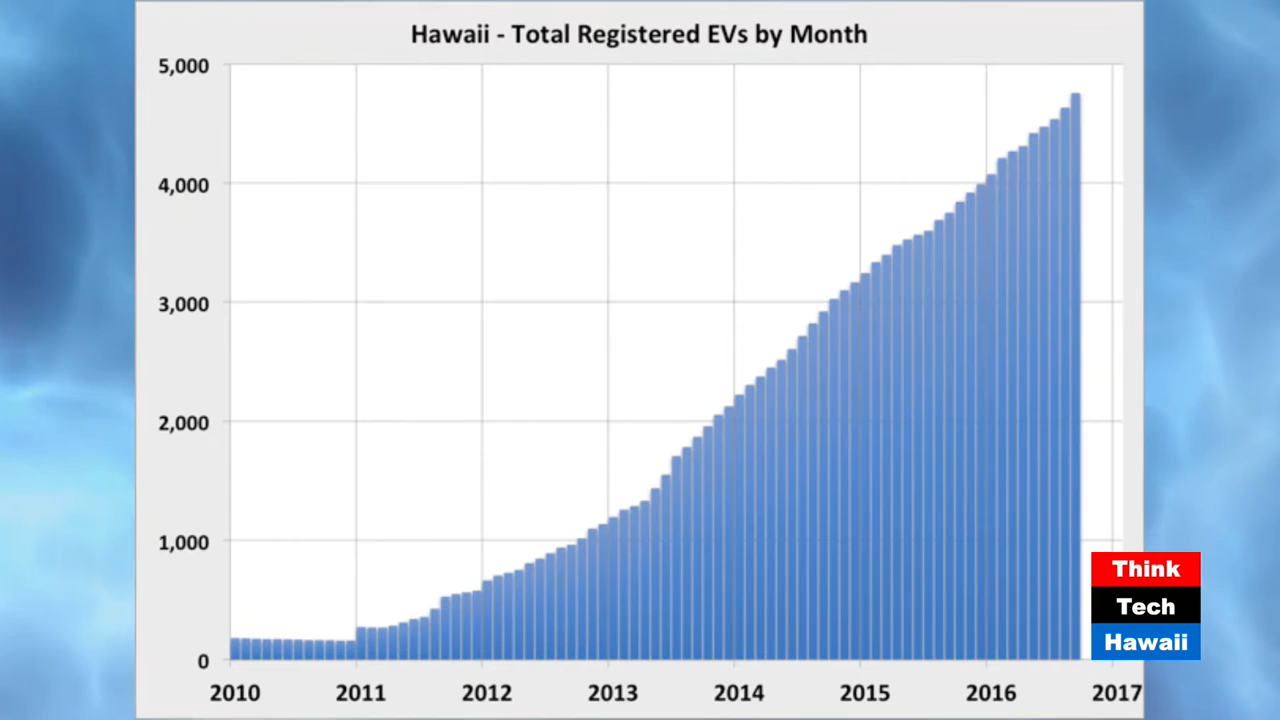 Hawaii - Total Registered EVs by Month
5,000
4,000
3,000
2,000
1,000
0
2010 2011 2012 2013 2014 2015 2016 2017
Think
Tech
Hawaii